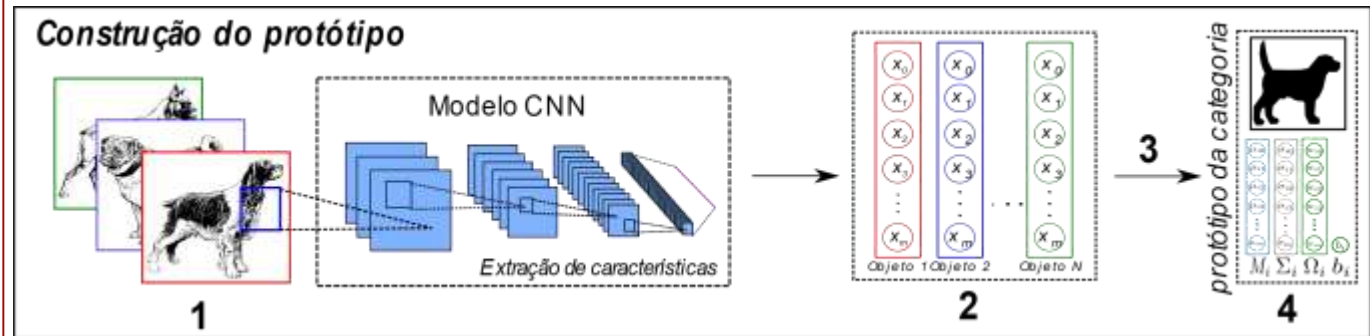 Construção do protótipo
Modelo CNN
Extração de características
1
x₀ x₀ x₀
x₁ x₁ x₁
x₂ x₂ x₂
x₃ x₃ x₃
xₘ xₘ xₘ
Objeto 1 Objeto 2 ... Objeto N
2
3
protótipo da categoria
Mᵢ Σᵢ Ωᵢ bᵢ
4